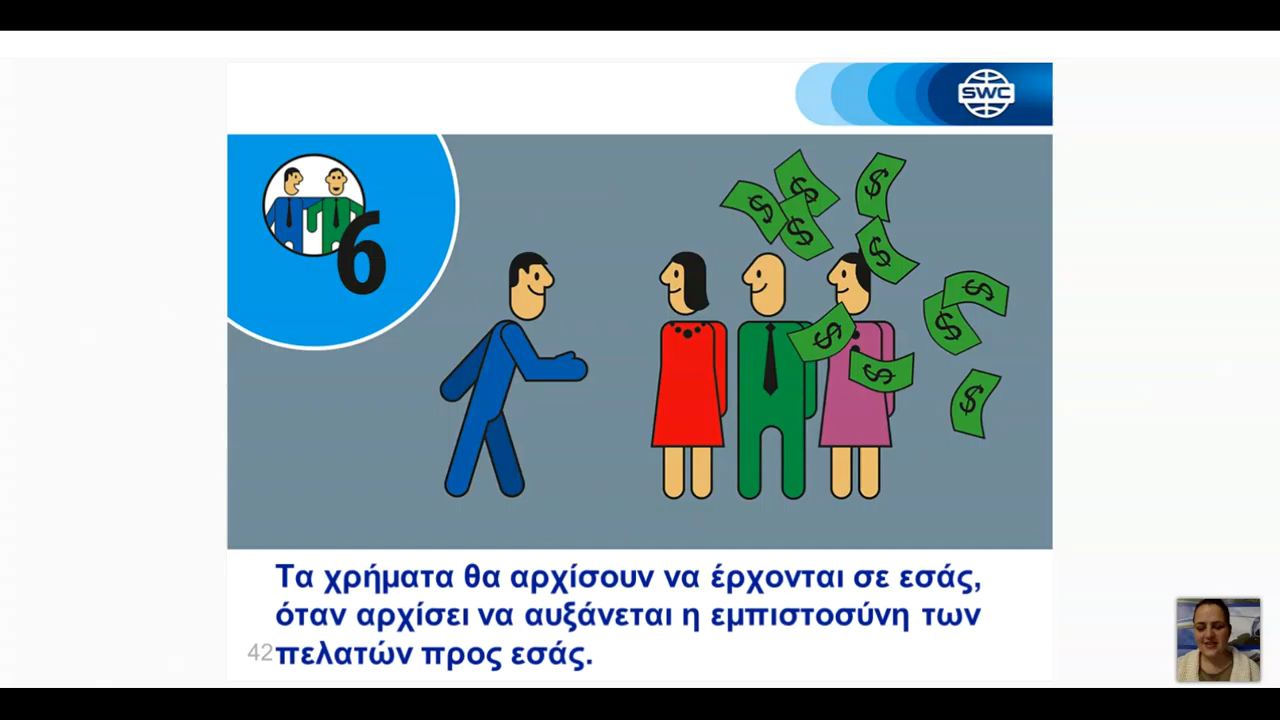 SWC
6
$
$
$
$
$
$
$
$
$
$
Τα χρήματα θα αρχίσουν να έρχονται σε εσάς,
όταν αρχίσει να αυξάνεται η εμπιστοσύνη των
42 πελατών προς εσάς.